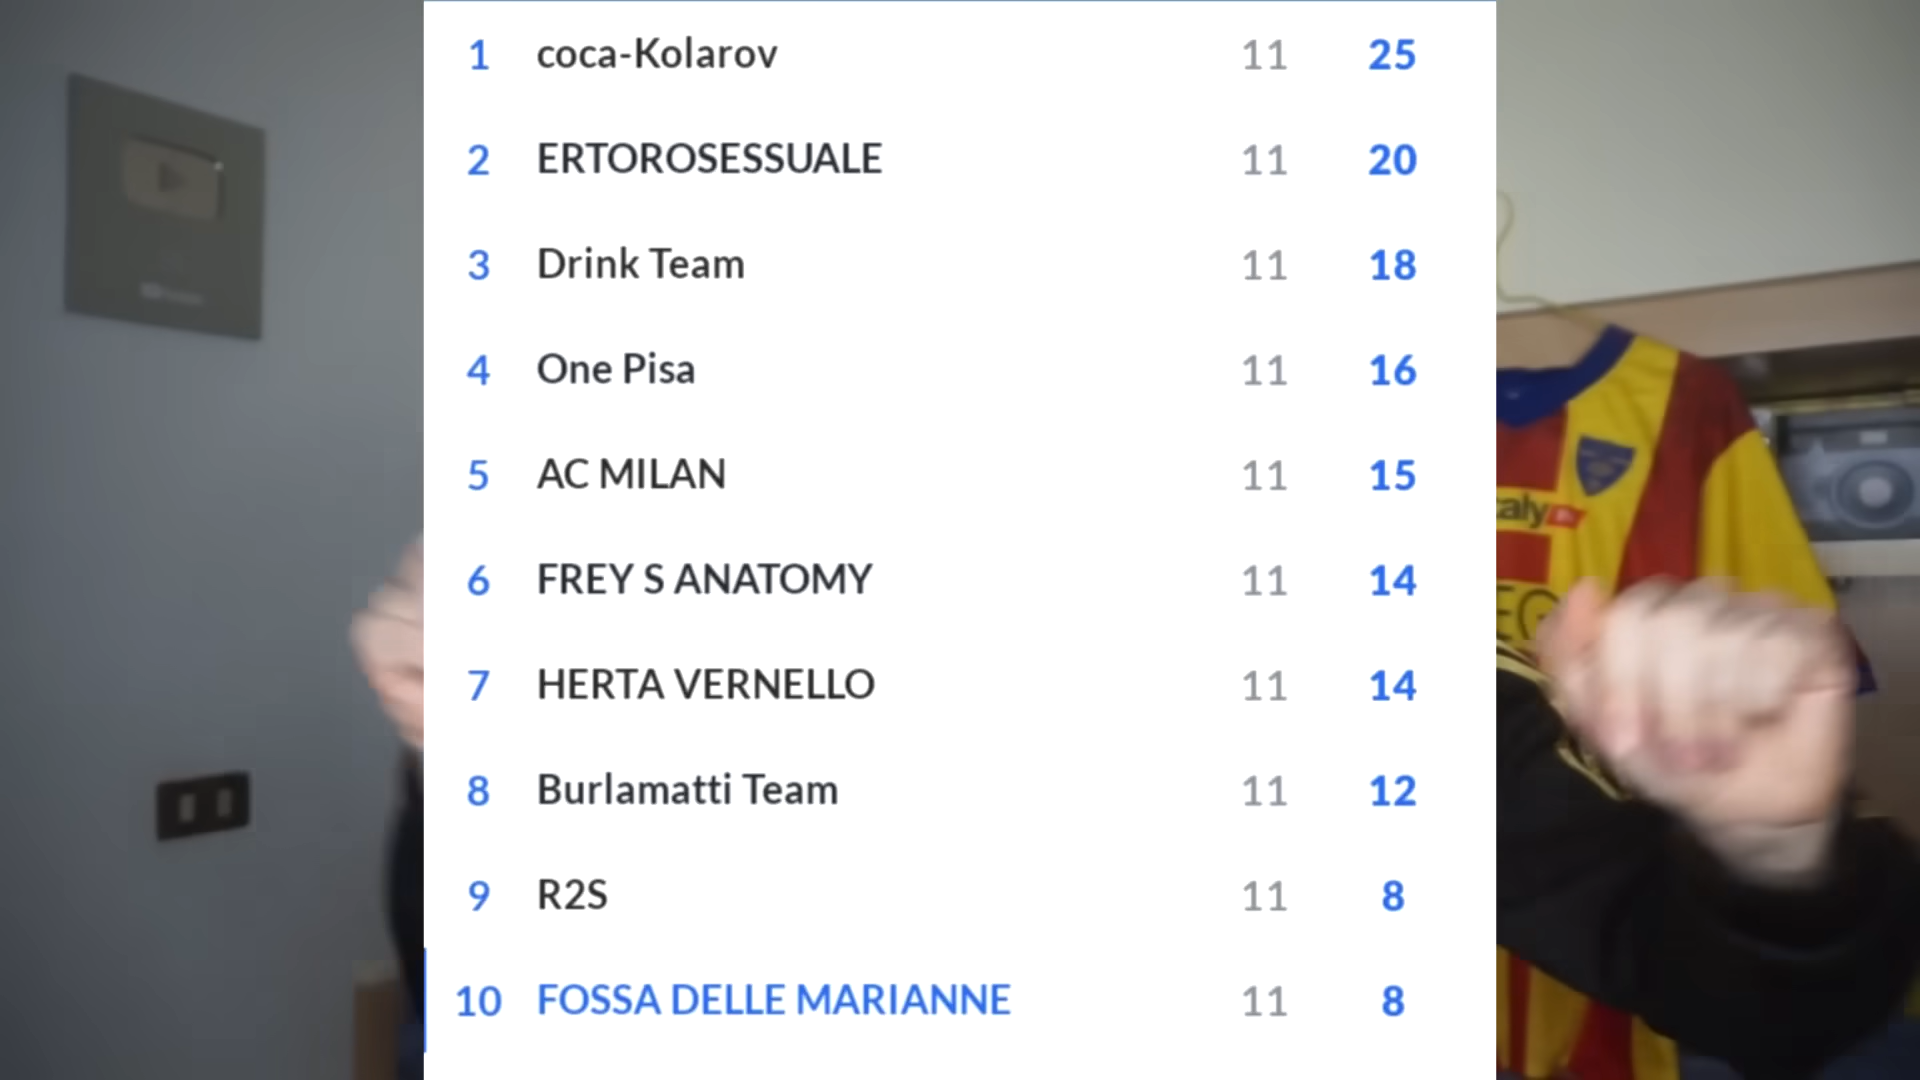 1 coca-Kolarov 11 25
2 ERTOROSESSUALE 11 20
3 Drink Team 11 18
4 One Pisa 11 16
5 AC MILAN 11 15
6 FREY S ANATOMY 11 14
7 HERTA VERNELLO 11 14
8 Burlamatti Team 11 12
9 R2S 11 8
10 FOSSA DELLE MARIANNE 11 8